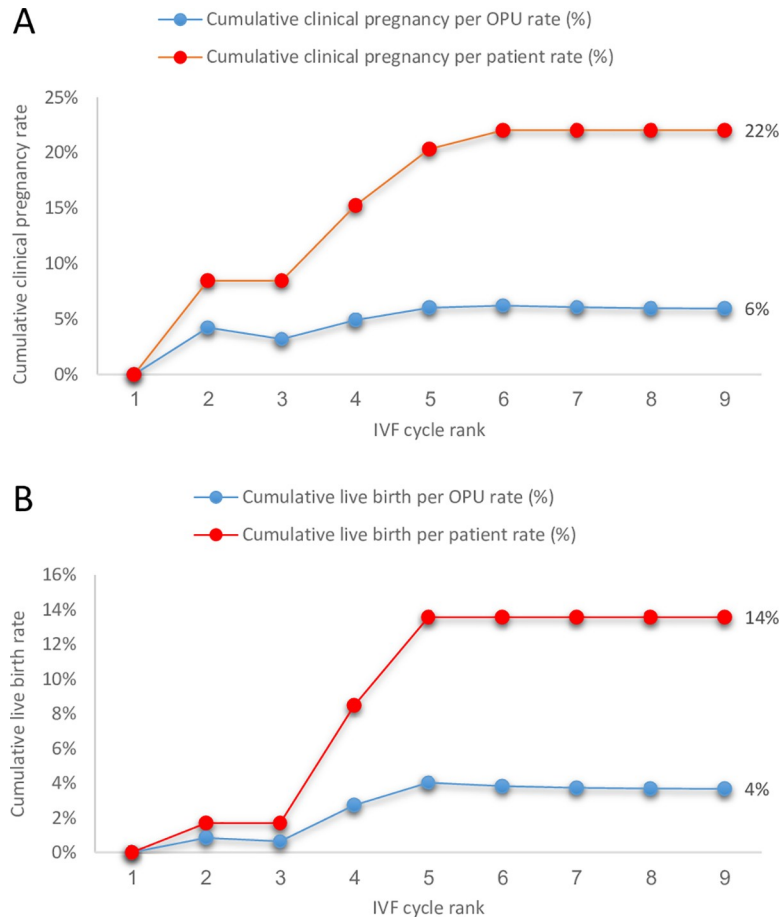 A
Cumulative clinical pregnancy per OPU rate (%)
Cumulative clinical pregnancy per patient rate (%)
Cumulative clinical pregnancy rate
25%
20%
15%
10%
5%
0%
22%
6%
1 2 3 4 5 6 7 8 9
IVF cycle rank
B
Cumulative live birth per OPU rate (%)
Cumulative live birth per patient rate (%)
Cumulative live birth rate
16%
14%
12%
10%
8%
6%
4%
2%
0%
14%
4%
1 2 3 4 5 6 7 8 9
IVF cycle rank